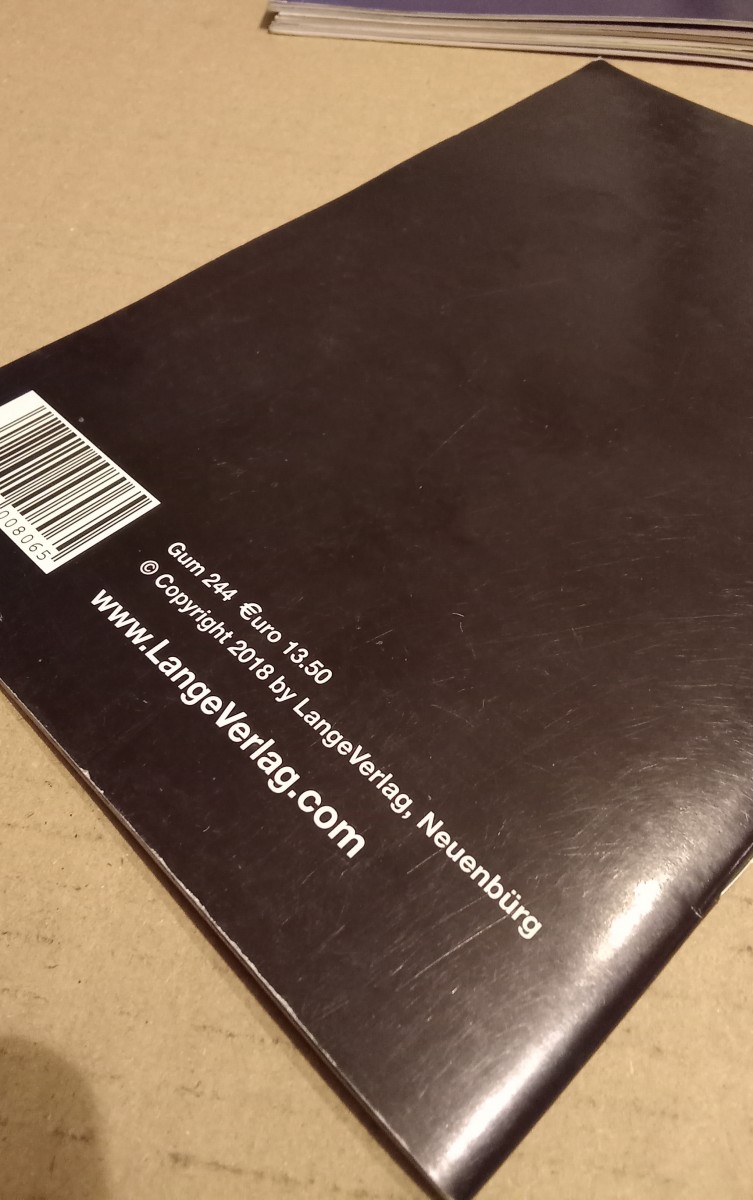 008065
Gum 244 €uro 13.50
© Copyright 2018 by LangeVerlag, Neuenbürg
www.LangeVerlag.com